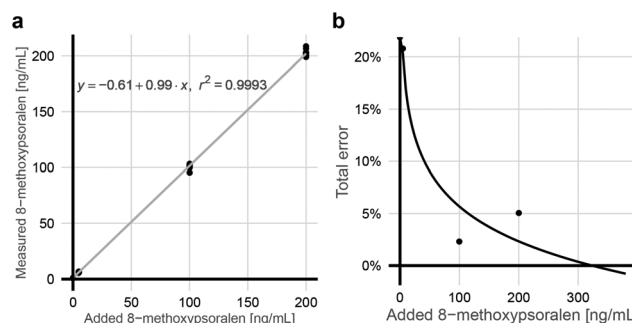 a
Measured 8−methoxypsoralen [ng/mL]
200
150
100
50
0
y = −0.61 + 0.99 · x, r² = 0.9993
0 50 100 150 200
Added 8−methoxypsoralen [ng/mL]
b
Total error
20%
15%
10%
5%
0%
0 100 200 300
Added 8−methoxypsoralen [ng/mL]